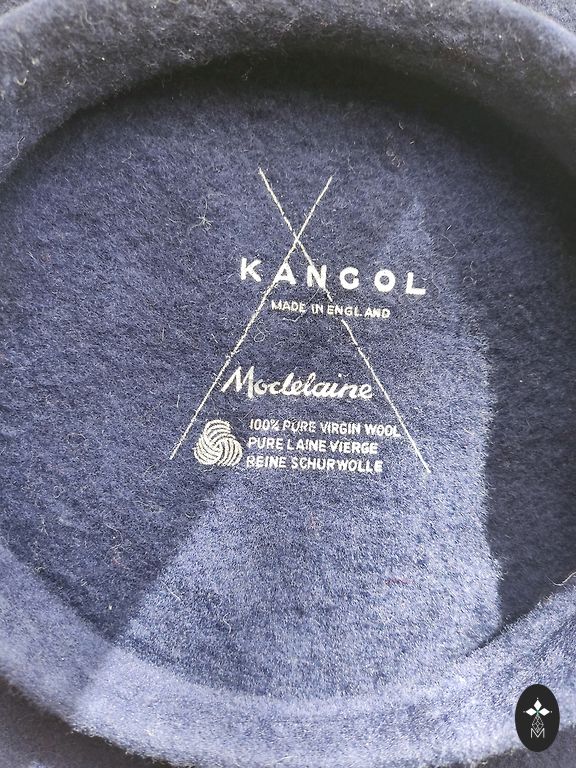 KANGOL
MADE IN ENGLAND
Modelaine
100% PURE VIRGIN WOOL
PURE LAINE VIERGE
REINE SCHURWOLLE
M